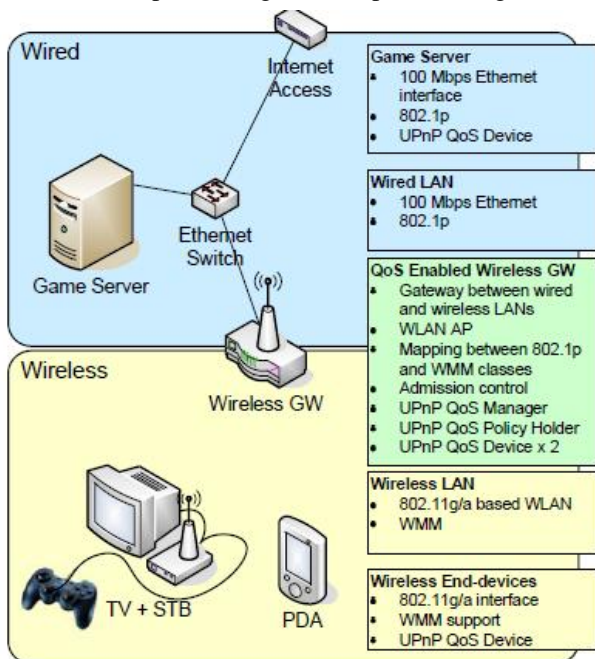 Wired
Internet
Access
Game Server
Ethernet
Switch
Wireless GW
Wireless
TV + STB
PDA
Game Server
• 100 Mbps Ethernet
interface
• 802.1p
• UPnP QoS Device
Wired LAN
• 100 Mbps Ethernet
• 802.1p
QoS Enabled Wireless GW
• Gateway between wired
and wireless LANs
• WLAN AP
• Mapping between 802.1p
and WMM classes
• Admission control
• UPnP QoS Manager
• UPnP QoS Policy Holder
• UPnP QoS Device x 2
Wireless LAN
• 802.11g/a based WLAN
• WMM
Wireless End-devices
• 802.11g/a interface
• WMM support
• UPnP QoS Device